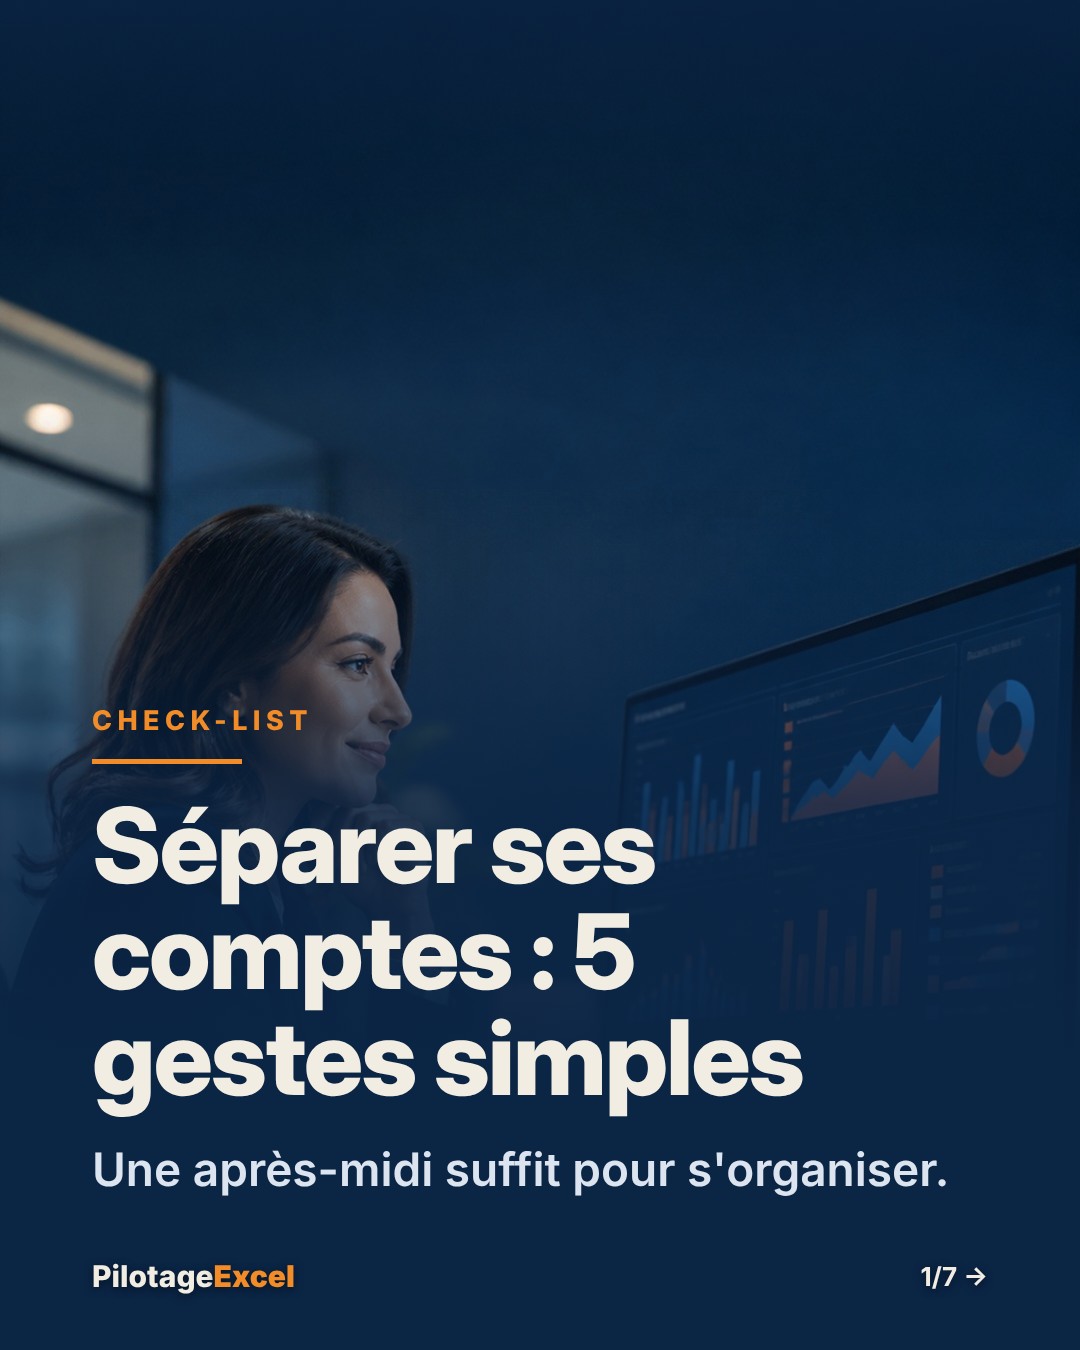 CHECK-LIST
Séparer ses
comptes : 5
gestes simples
Une après-midi suffit pour s'organiser.
PilotageExcel
1/7 →